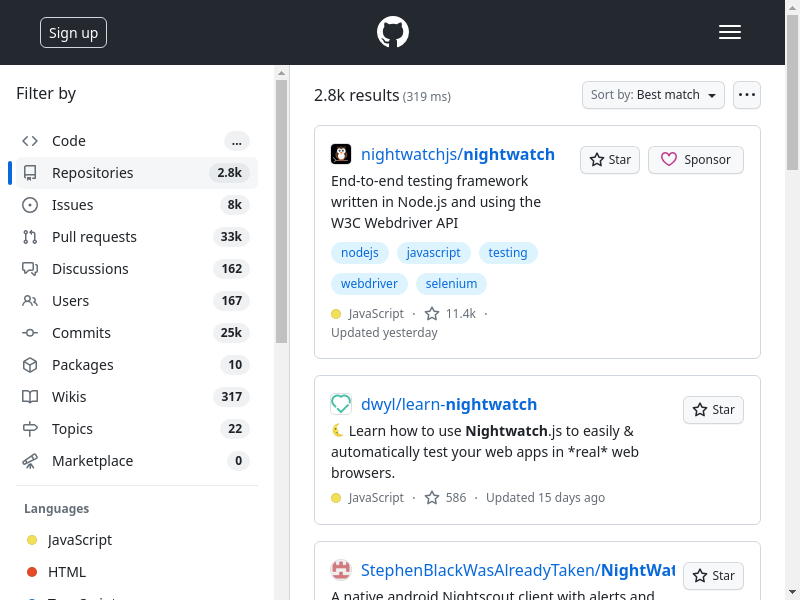 Sign up
Filter by
Code
...
Repositories
2.8k
Issues
8k
Pull requests
33k
Discussions
162
Users
167
Commits
25k
Packages
10
Wikis
317
Topics
22
Marketplace
0
Languages
JavaScript
HTML
2.8k results (319 ms)
Sort by: Best match
nightwatchjs/nightwatch
Star
Sponsor
End-to-end testing framework
written in Node.js and using the
W3C Webdriver API
nodejs javascript testing
webdriver selenium
JavaScript · 11.4k ·
Updated yesterday
dwyl/learn-nightwatch
Star
Learn how to use Nightwatch.js to easily &
automatically test your web apps in *real* web
browsers.
JavaScript · 586 · Updated 15 days ago
StephenBlackWasAlreadyTaken/NightWat
Star
A native android Nightscout client with alerts and